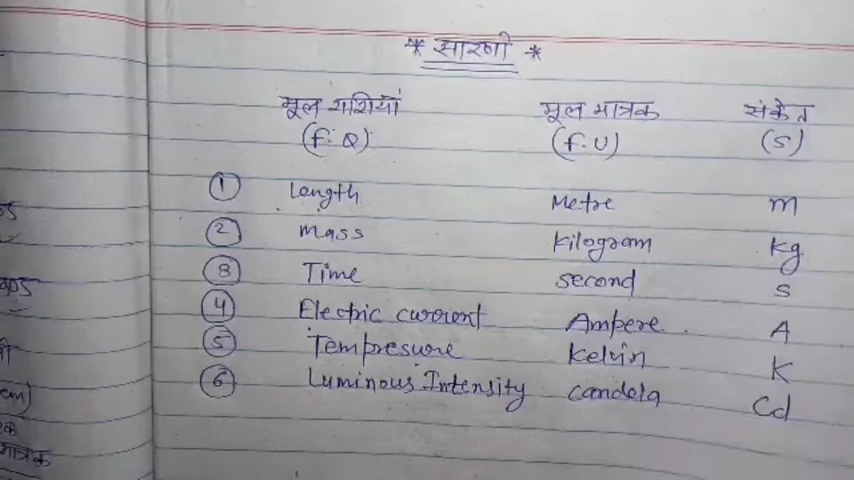 * सारणी *
मूल राशियाँ मूल मात्रक संकेत
(f.Q) (f.U) (S)
① Length Metre m
② Mass Kilogram Kg
③ Time second s
④ Electric current Ampere A
⑤ Tempresure Kelvin K
⑥ Luminous Intensity Candela Cd
मात्रक